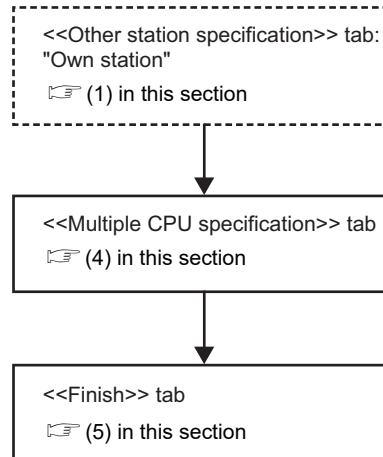 <<Other station specification>> tab:
"Own station"
☞ (1) in this section
<<Multiple CPU specification>> tab
☞ (4) in this section
<<Finish>> tab
☞ (5) in this section